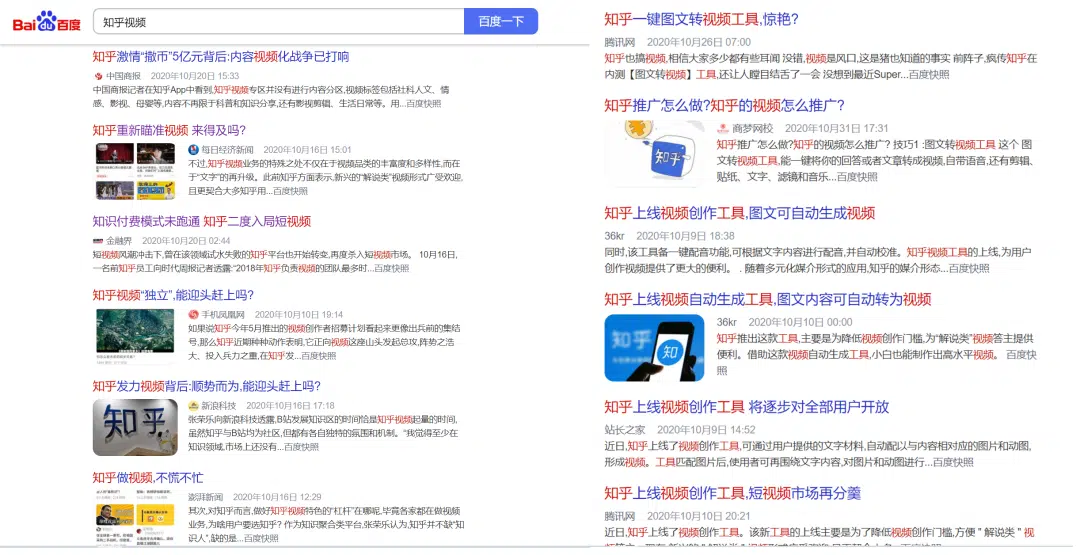 Bai du 百度
知乎视频
百度一下
知乎激情“撒币”5亿元背后:内容视频化战争已打响
中国商报 2020年10月20日 15:33
中国商报记者在知乎App中看到,知乎视频专区并没有进行内容分区,视频标签包括社科人文、情
感、影视、母婴等,内容不再限于科普和知识分享,还有影视剪辑、生活日常等。用...百度快照
知乎重新瞄准视频 来得及吗?
每日经济新闻 2020年10月16日 15:01
不过,知乎视频业务的特殊之处不仅在于视频品类的丰富度和多样性,而在
于“文字”的再升级。此前知乎方面表示,新兴的“解说类”视频形式广受欢迎,
且更契合大多知乎用...百度快照
知识付费模式未跑通 知乎二度入局短视频
金融界 2020年10月20日 02:44
短视频风潮冲击下,曾在该领域试水失败的知乎平台也开始转变,再度杀入短视频市场。 10月16日,
一名前知乎员工向时代周报记者透露:“2018年知乎负责视频的团队最多时...百度快照
知乎视频“独立”,能迎头赶上吗?
手机凤凰网 2020年10月10日 19:14
如果说知乎今年5月推出的视频创作者招募计划看起来更像出兵前的集结
号,那么知乎近期种种动作表明,它正向视频这座山头发起总攻,阵势之浩
大、投入兵力之重,在知乎发...百度快照
知乎发力视频背后:顺势而为,能迎头赶上吗?
新浪科技 2020年10月16日 17:18
张荣乐向新浪科技透露,B站发展知识区的时间恰是知乎视频起量的时间,
虽然知乎与B站均为社区,但都有各自独特的氛围和机制。“我觉得至少在
知识领域,市场上还没有...百度快照
知乎
知乎做视频,不慌不忙
澎湃新闻 2020年10月16日 12:29
其次,对知乎而言,做好知乎视频特色的“杠杆”在哪呢,毕竟各家都在做视频
业务,为啥用户要选知乎? 作为知识聚合类平台,张荣乐认为,知乎并不缺“知
识人”,缺的是...百度快照
知乎一键图文转视频工具,惊艳?
腾讯网 2020年10月26日 07:00
知乎也搞视频,相信大家多少都有些耳闻 没错,视频是风口,这是猪也知道的事实 前阵子,疯传知乎在
内测【图文转视频】工具,还让人瞠目结舌了一会 没想到最近Super...百度快照
知乎推广怎么做?知乎的视频怎么推广?
商梦网校 2020年10月31日 17:31
知乎推广怎么做?知乎的视频怎么推广? 技巧1 :图文转视频工具 这个 图
文转视频工具,能一键将你的回答或者文章转成视频,自带语音,还有剪辑、
贴纸、文字、滤镜和音乐...百度快照
知乎
知乎上线视频创作工具,图文可自动生成视频
36kr 2020年10月9日 18:38
同时,该工具备一键配音功能,可根据文字内容进行配音,并自动校准。知乎视频工具的上线,为用户
创作视频提供了更大的便利。 . 随着多元化媒介形式的应用,知乎的媒介形态...百度快照
知乎上线视频自动生成工具,图文内容可自动转为视频
36kr 2020年10月10日 00:00
知乎推出这款工具,主要是为降低视频创作门槛,为“解说类”视频答主提供
便利。 借助这款视频自动生成工具,小白也能制作出高水平视频。 百度快
照
知乎
知
知乎上线视频创作工具 将逐步对全部用户开放
站长之家 2020年10月9日 14:52
近日,知乎上线了视频创作工具,可通过用户提供的文字材料,自动配以与内容相对应的图片和动图,
形成视频。工具匹配图片后,使用者可再围绕文字内容,对图片和动图进行...百度快照
知乎上线视频创作工具,短视频市场再分羹
腾讯网 2020年10月10日 20:21
近日,知乎上线了视频创作工具。该新工具的上线主要是为了降低视频创作门槛,方便 " 解说类 " 视